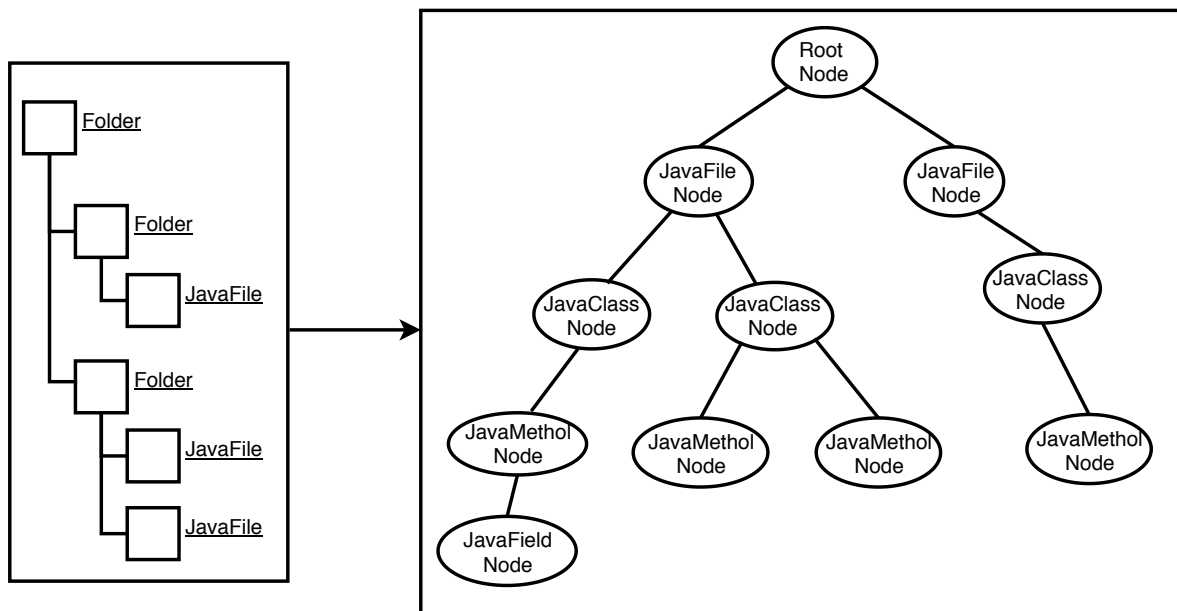 Folder
Folder
JavaFile
Folder
JavaFile
JavaFile
Root
Node
JavaFile
Node
JavaFile
Node
JavaClass
Node
JavaClass
Node
JavaClass
Node
JavaMethol
Node
JavaMethol
Node
JavaMethol
Node
JavaMethol
Node
JavaField
Node